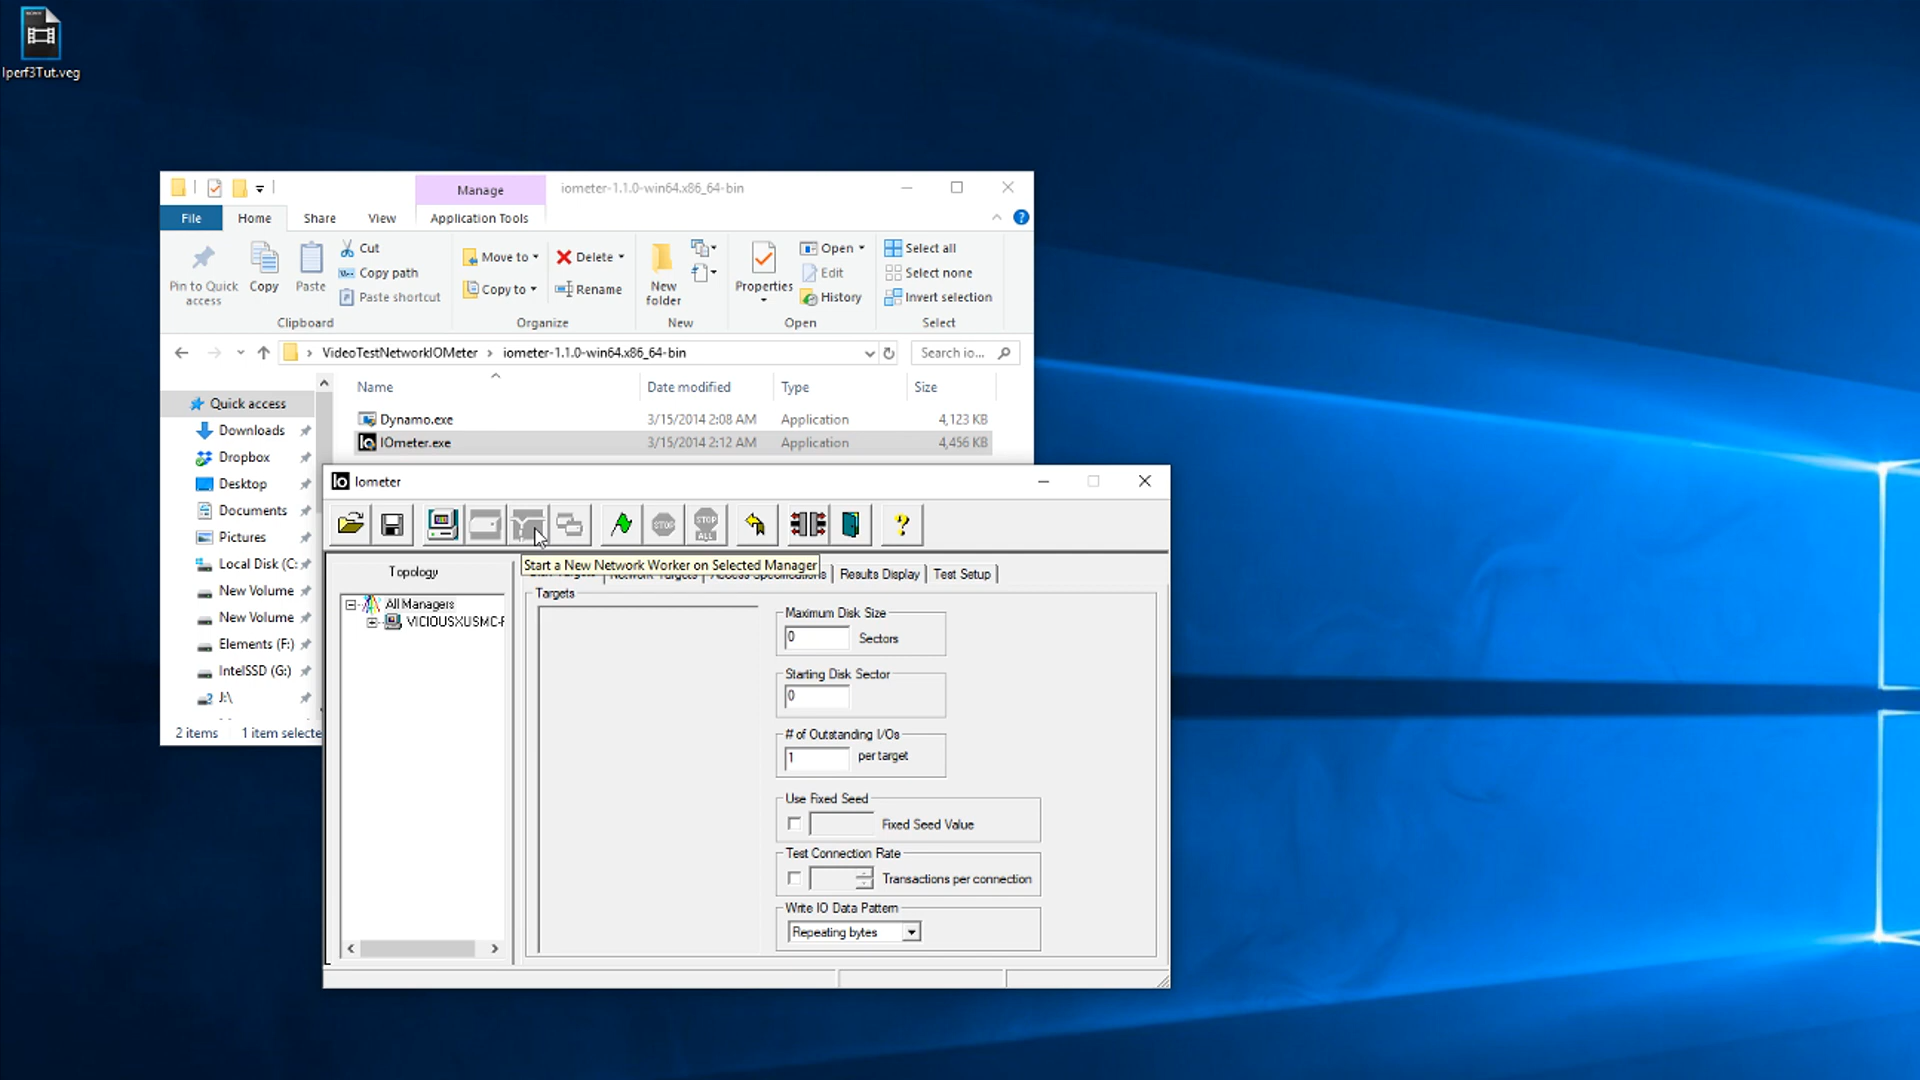 Iperf3Tut.veg
Manage
iometer-1.1.0-win64.x86_64-bin
File
Home
Share
View
Application Tools
Pin to Quick access
Copy
Paste
Cut
Copy path
Paste shortcut
Clipboard
Move to
Copy to
Delete
Rename
Organize
New folder
New
Properties
Open
Edit
History
Open
Select all
Select none
Invert selection
Select
VideoTestNetworkIOMeter > iometer-1.1.0-win64.x86_64-bin
Search io...
Name
Date modified
Type
Size
Quick access
Downloads
Dropbox
Desktop
Documents
Pictures
Local Disk (C:
New Volume
New Volume
Elements (F:)
IntelSSD (G:)
J:\
Dynamo.exe 3/15/2014 2:08 AM Application 4,123 KB
IOmeter.exe 3/15/2014 2:12 AM Application 4,456 KB
2 items 1 item selecte
Io Iometer
STOP
STOP ALL
Start a New Network Worker on Selected Manager
Results Display
Test Setup
Topology
All Managers
VICIOUSXUSMC-F
Targets
Maximum Disk Size
0 Sectors
Starting Disk Sector
0
# of Outstanding I/Os
1 per target
Use Fixed Seed
Fixed Seed Value
Test Connection Rate
Transactions per connection
Write IO Data Pattern
Repeating bytes